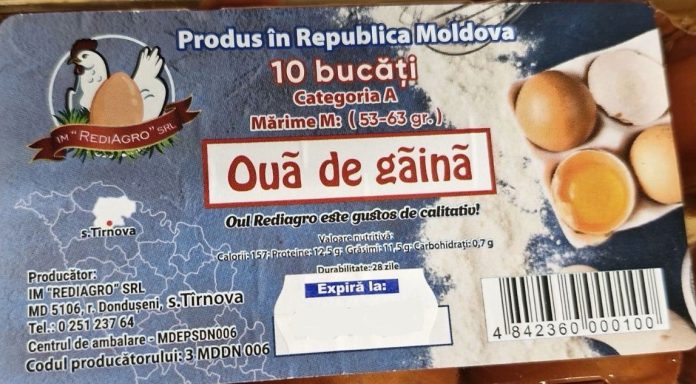 Produs în Republica Moldova
10 bucăți
Categoria A
Mărime M: ( 53-63 gr. )
IM "REDIAGRO" SRL
Ouă de găină
Oul Rediagro este gustos de calitativ!
s.Tîrnova
Valoare nutritivă:
Calorii: 157; Proteine: 12,5 g; Grăsimi: 11,5 g; Carbohidrați: 0,7 g
Durabilitate: 28 zile
Expiră la:
Producător:
IM "REDIAGRO" SRL
MD 5106, r. Dondușeni, s.Tîrnova
Tel.: 0 251 237 64
Centrul de ambalare - MDEPSDN006
Codul producătorului: 3 MDDN 006
4 842360 000100